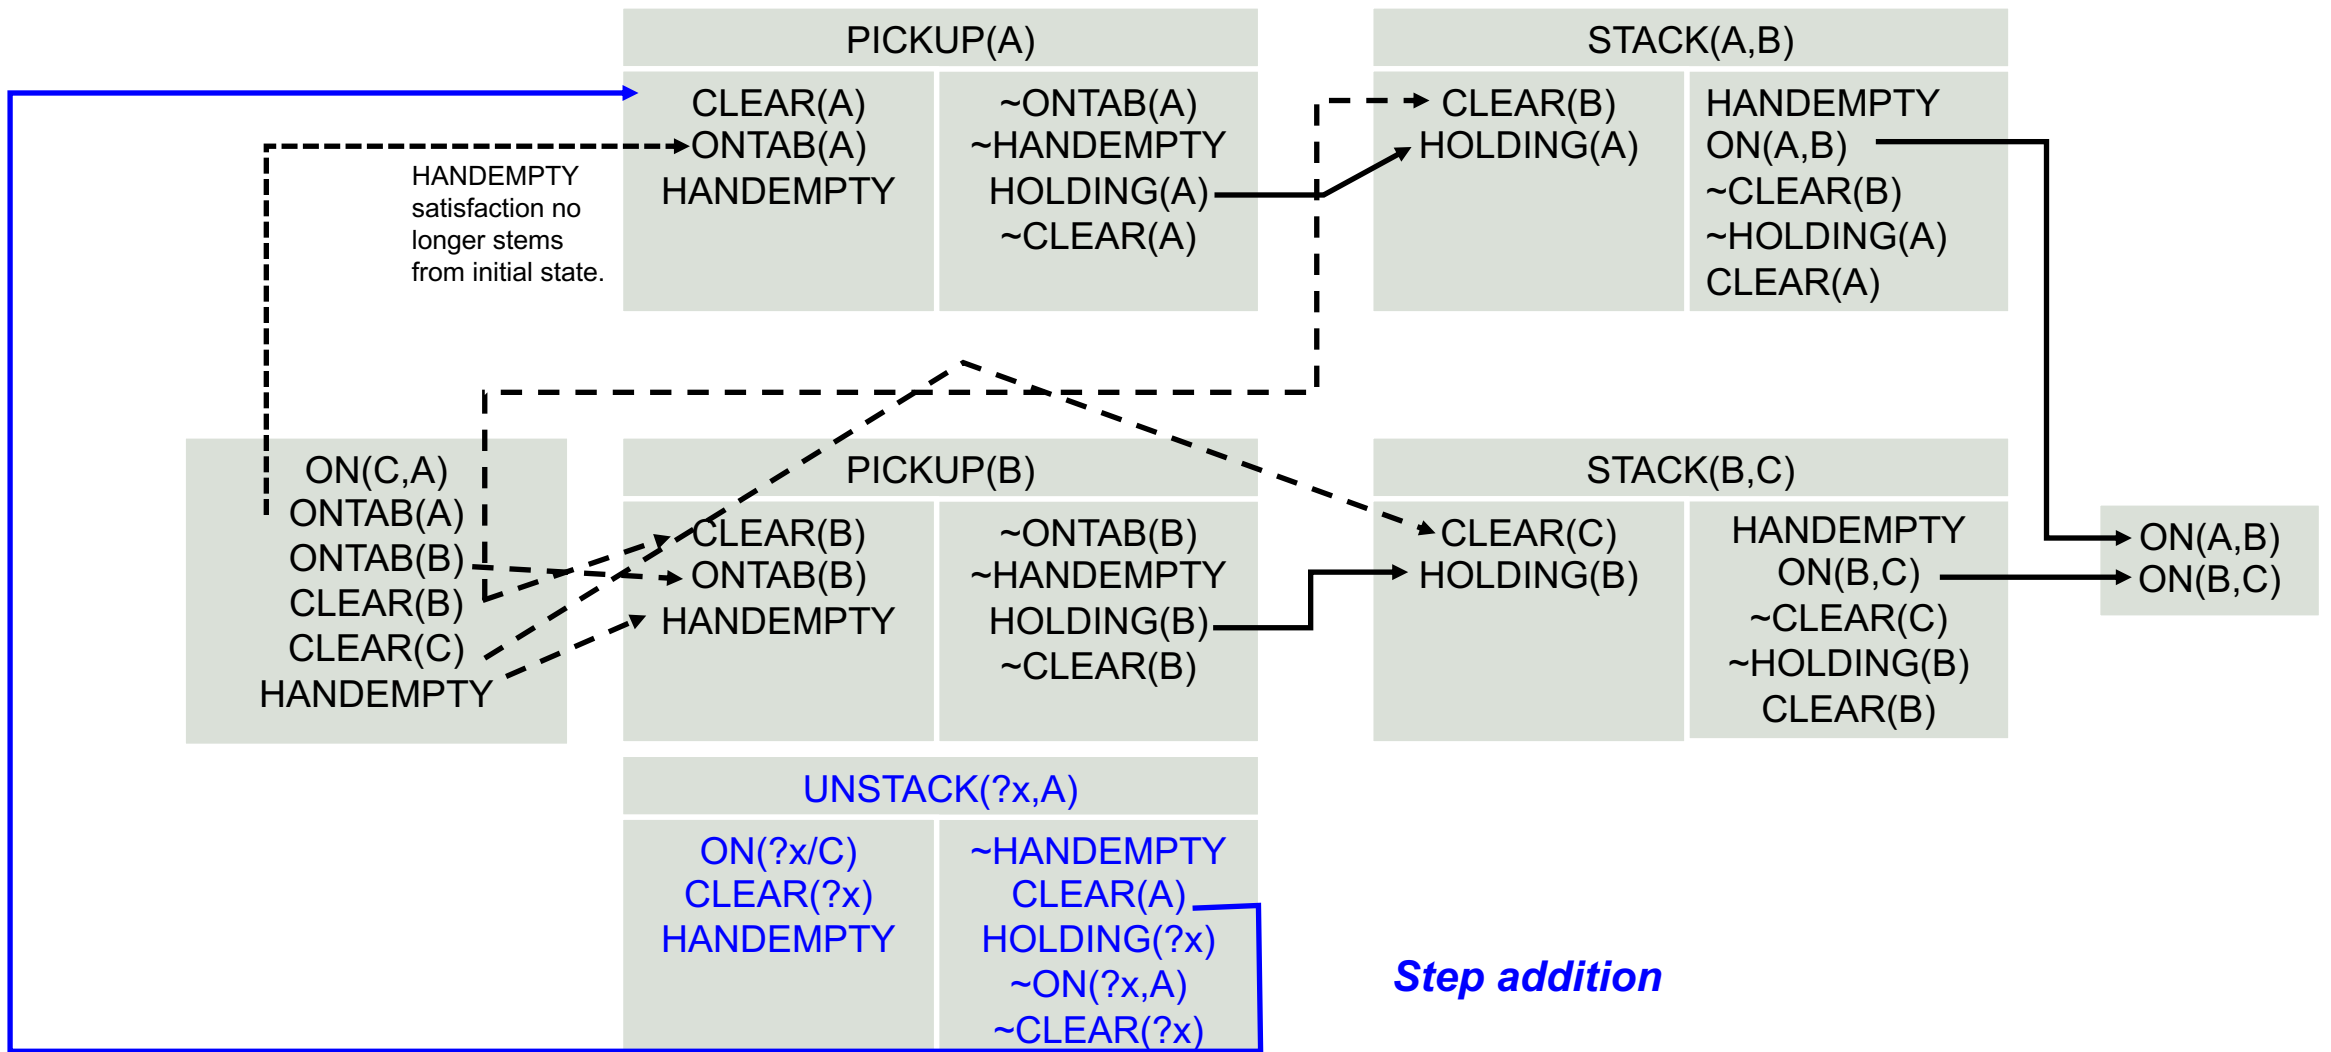 PICKUP(A)
CLEAR(A)
ONTAB(A)
HANDEMPTY
~ONTAB(A)
~HANDEMPTY
HOLDING(A)
~CLEAR(A)
STACK(A,B)
CLEAR(B)
HOLDING(A)
HANDEMPTY
ON(A,B)
~CLEAR(B)
~HOLDING(A)
CLEAR(A)
HANDEMPTY
satisfaction no
longer stems
from initial state.
ON(C,A)
ONTAB(A)
ONTAB(B)
CLEAR(B)
CLEAR(C)
HANDEMPTY
PICKUP(B)
CLEAR(B)
ONTAB(B)
HANDEMPTY
~ONTAB(B)
~HANDEMPTY
HOLDING(B)
~CLEAR(B)
STACK(B,C)
CLEAR(C)
HOLDING(B)
HANDEMPTY
ON(B,C)
~CLEAR(C)
~HOLDING(B)
CLEAR(B)
ON(A,B)
ON(B,C)
UNSTACK(?x,A)
ON(?x/C)
CLEAR(?x)
HANDEMPTY
~HANDEMPTY
CLEAR(A)
HOLDING(?x)
~ON(?x,A)
~CLEAR(?x)
Step addition